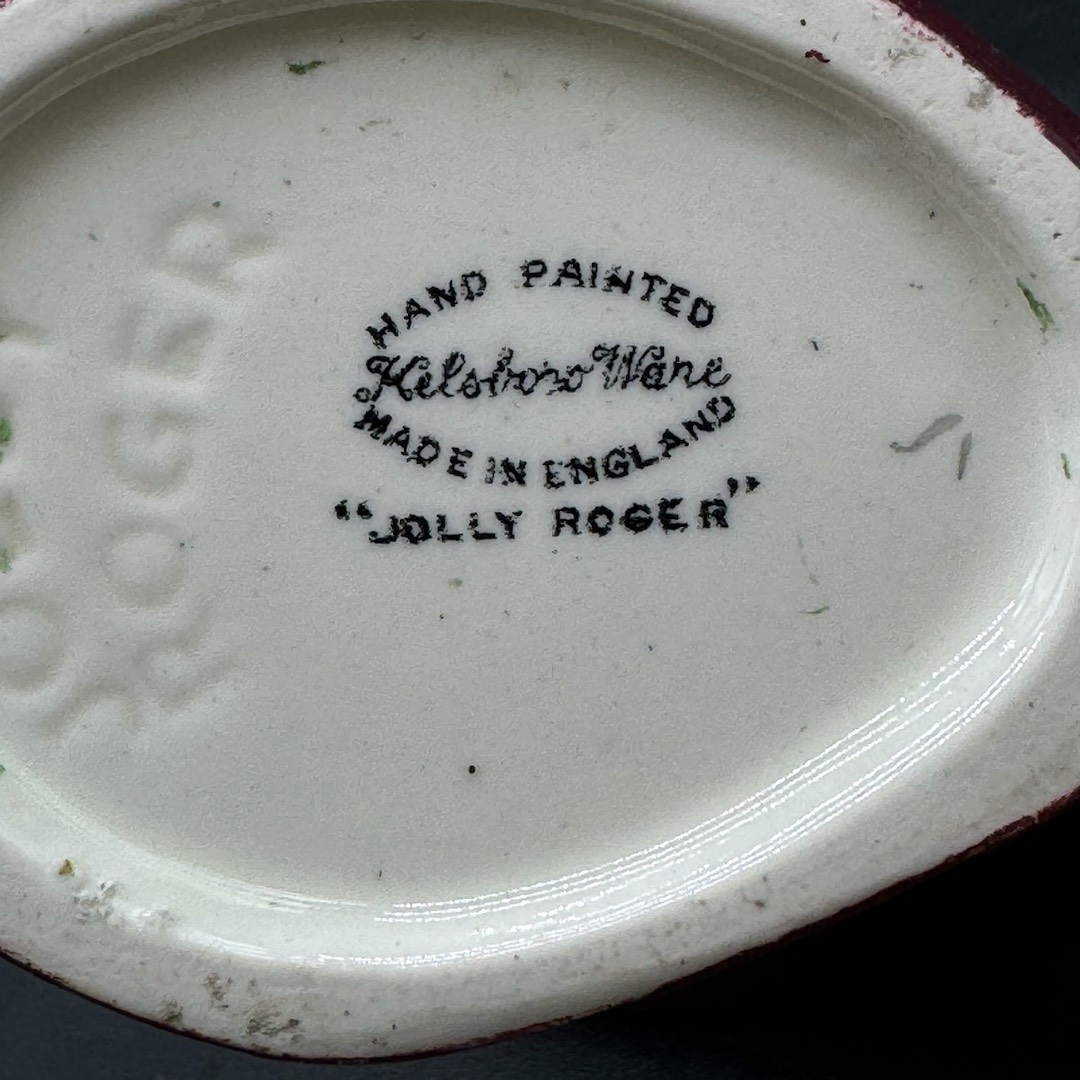 HAND PAINTED
Kelsboro Ware
MADE IN ENGLAND
"JOLLY ROGER"
ROGER